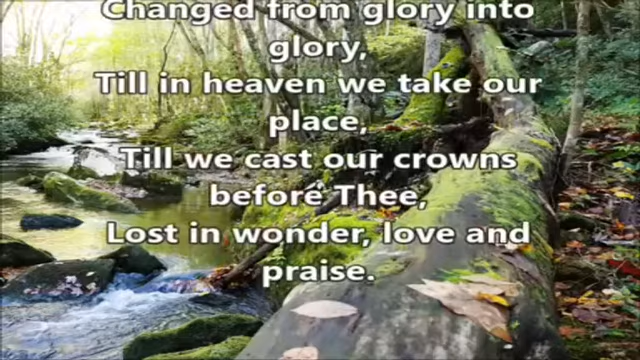 Changed from glory into
glory,
Till in heaven we take our
place,
Till we cast our crowns
before Thee,
Lost in wonder, love and
praise.